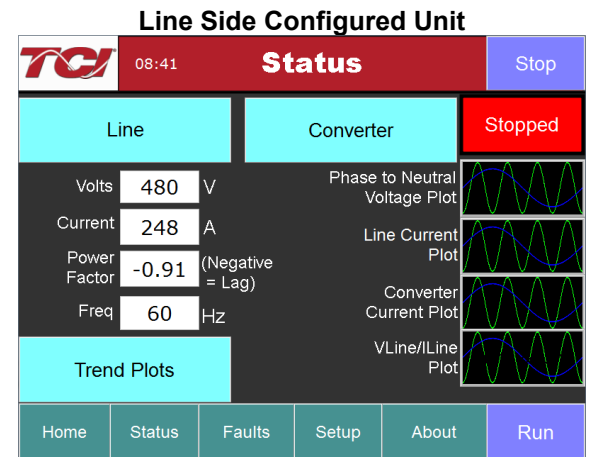 Line Side Configured Unit
TCI
08:41
Status
Stop
Line
Converter
Stopped
Volts 480 V
Current 248 A
Power
Factor
-0.91
(Negative
= Lag)
Freq 60 Hz
Phase to Neutral
Voltage Plot
Line Current
Plot
Converter
Current Plot
VLine/ILine
Plot
Trend Plots
Home Status Faults Setup About Run